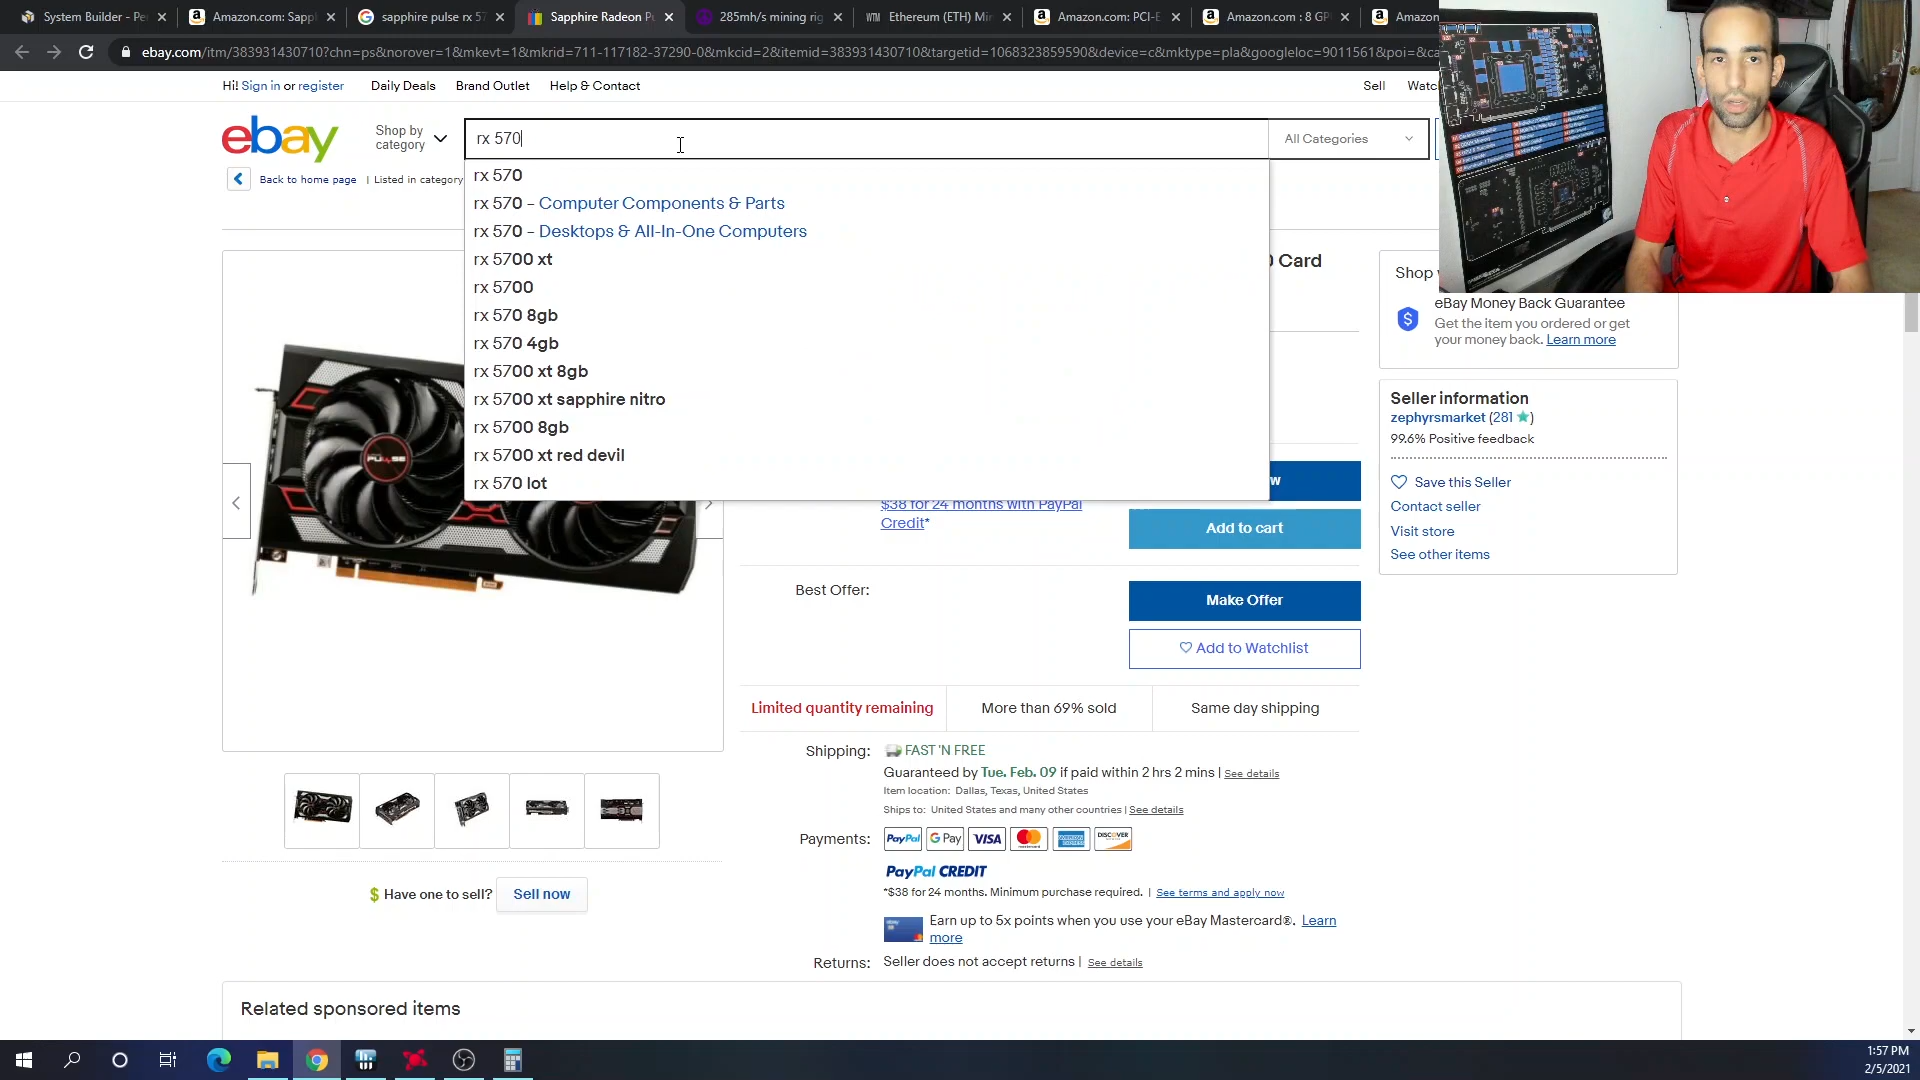 System Builder - Pe
Amazon.com: Sapph
sapphire pulse rx 57
Sapphire Radeon Pu
285mh/s mining rig
Ethereum (ETH) Min
Amazon.com: PCI-E
Amazon.com : 8 GP
Amazon
ebay.com/itm/383931430710?chn=ps&norover=1&mkevt=1&mkrid=711-117182-37290-0&mkcid=2&itemid=383931430710&targetid=1068323859590&device=c&mktype=pla&googleloc=9011561&poi=&ca
Hi! Sign in or register
Daily Deals
Brand Outlet
Help & Contact
Sell
Watch
ebay
Shop by
category
rx 570
All Categories
Back to home page
| Listed in category
rx 570
rx 570 – Computer Components & Parts
rx 570 – Desktops & All-In-One Computers
rx 5700 xt
rx 5700
rx 570 8gb
rx 570 4gb
rx 5700 xt 8gb
rx 5700 xt sapphire nitro
rx 5700 8gb
rx 5700 xt red devil
rx 570 lot
Card
Shop
eBay Money Back Guarantee
Get the item you ordered or get
your money back. Learn more
Seller information
zephyrsmarket (281)
99.6% Positive feedback
Save this Seller
Contact seller
Visit store
See other items
PULSE
$38 for 24 months with PayPal
Credit*
Add to cart
Best Offer:
Make Offer
Add to Watchlist
Limited quantity remaining
More than 69% sold
Same day shipping
Shipping:
FAST 'N FREE
Guaranteed by Tue. Feb. 09 if paid within 2 hrs 2 mins | See details
Item location: Dallas, Texas, United States
Ships to: United States and many other countries | See details
Payments:
PayPal
G Pay
VISA
DISCOVER
PayPal CREDIT
*$38 for 24 months. Minimum purchase required. | See terms and apply now
Earn up to 5x points when you use your eBay Mastercard®. Learn
more
Returns:
Seller does not accept returns | See details
$ Have one to sell?
Sell now
Related sponsored items
1:57 PM
2/5/2021